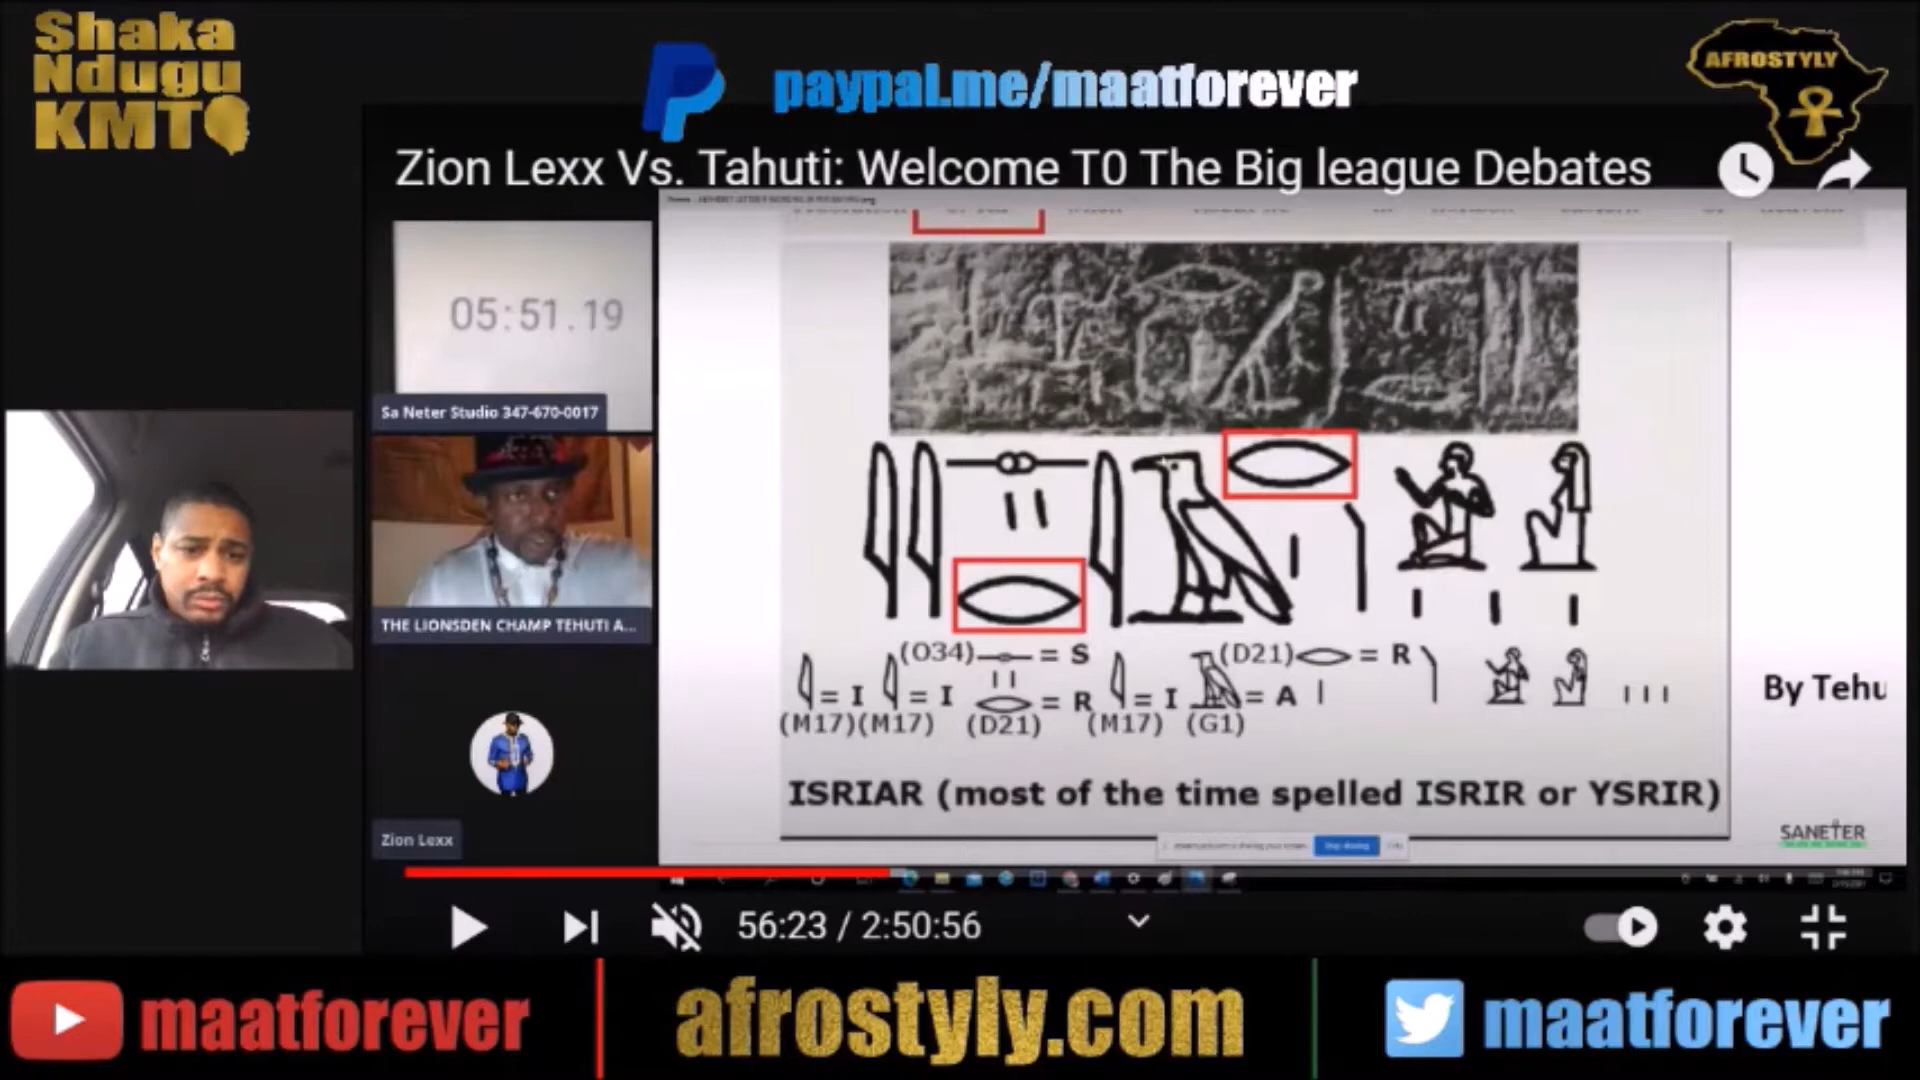 Shaka
Ndugu
KMT
paypal.me/maatforever
AFROSTYLY
Zion Lexx Vs. Tahuti: Welcome T0 The Big league Debates
05:51.19
Sa Neter Studio 347-670-0017
THE LIONSDEN CHAMP TEHUTI A...
Zion Lexx
(O34) = S
(D21) = R
= I = I
= R
= I
= A
(M17)(M17) (D21) (M17) (G1)
By Tehu
ISRIAR (most of the time spelled ISRIR or YSRIR)
SANETER
Stop sharing
56:23 / 2:50:56
maatforever
afrostyly.com
maatforever